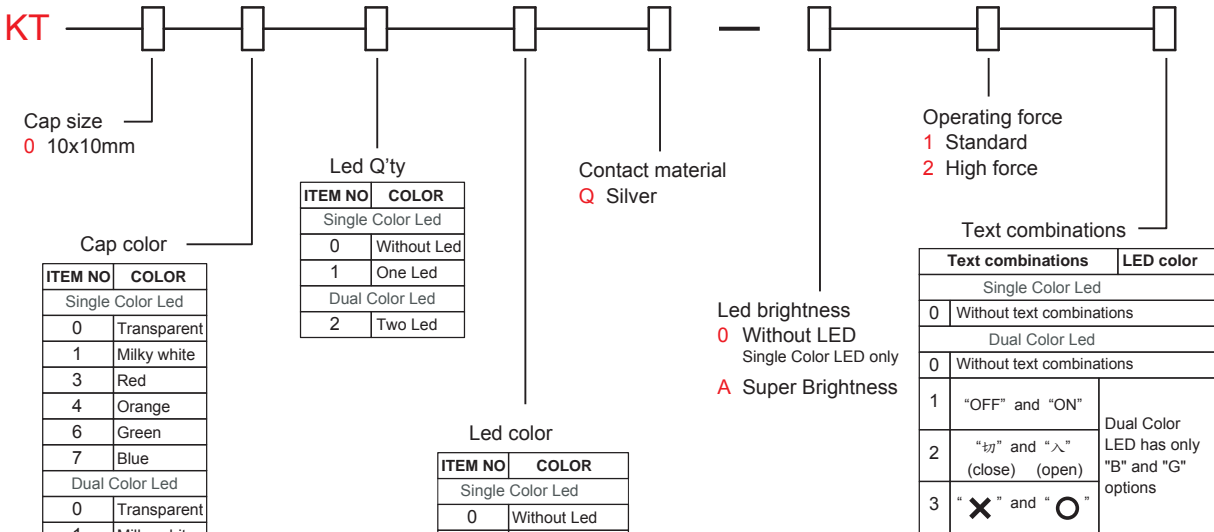 KT
Cap size
0 10x10mm
Cap color
ITEM NO COLOR
Single Color Led
0 Transparent
1 Milky white
3 Red
4 Orange
6 Green
7 Blue
Dual Color Led
0 Transparent
Led Q'ty
ITEM NO COLOR
Single Color Led
0 Without Led
1 One Led
Dual Color Led
2 Two Led
Led color
ITEM NO COLOR
Single Color Led
0 Without Led
Contact material
Q Silver
Led brightness
0 Without LED
Single Color LED only
A Super Brightness
Operating force
1 Standard
2 High force
Text combinations
Text combinations LED color
Single Color Led
0 Without text combinations
Dual Color Led
0 Without text combinations
1 “OFF” and “ON”
2 “切” and “入”
(close) (open)
3 “✕” and “○”
Dual Color
LED has only
"B" and "G"
options